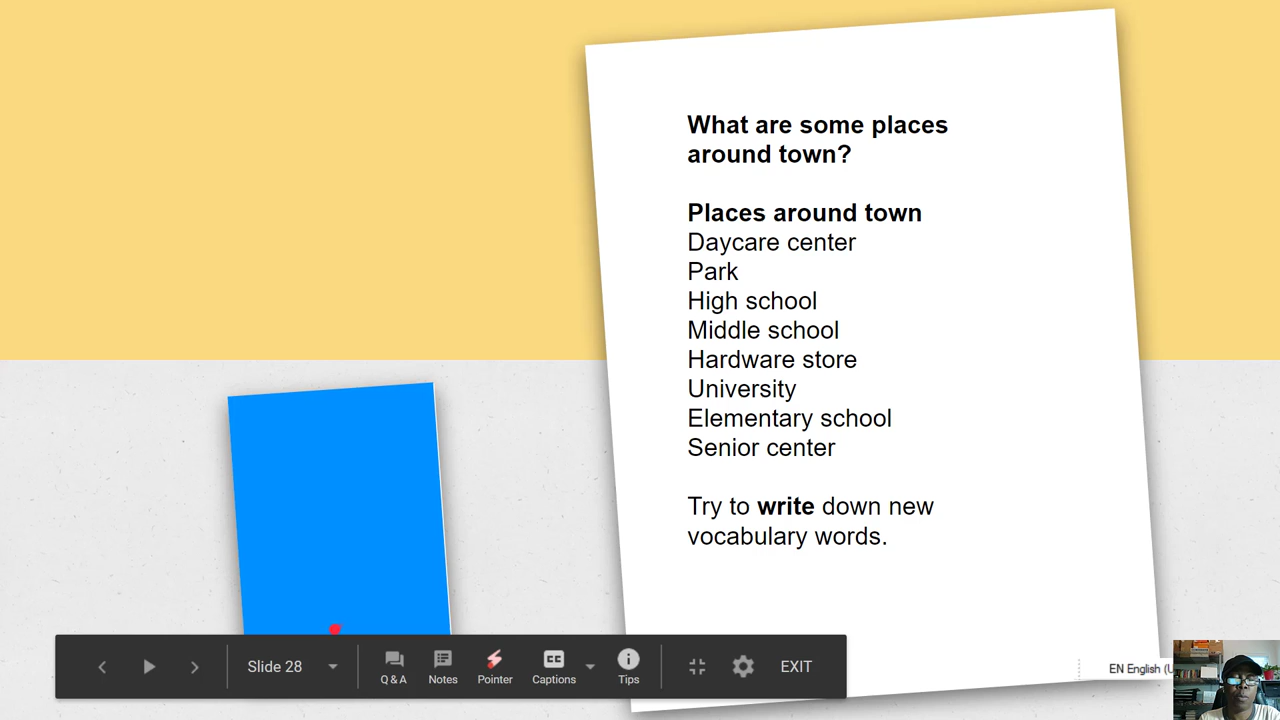 What are some places
around town?
Places around town
Daycare center
Park
High school
Middle school
Hardware store
University
Elementary school
Senior center
Try to write down new
vocabulary words.
Slide 28
Q & A
Notes
Pointer
CC
Captions
Tips
EXIT
EN English (U